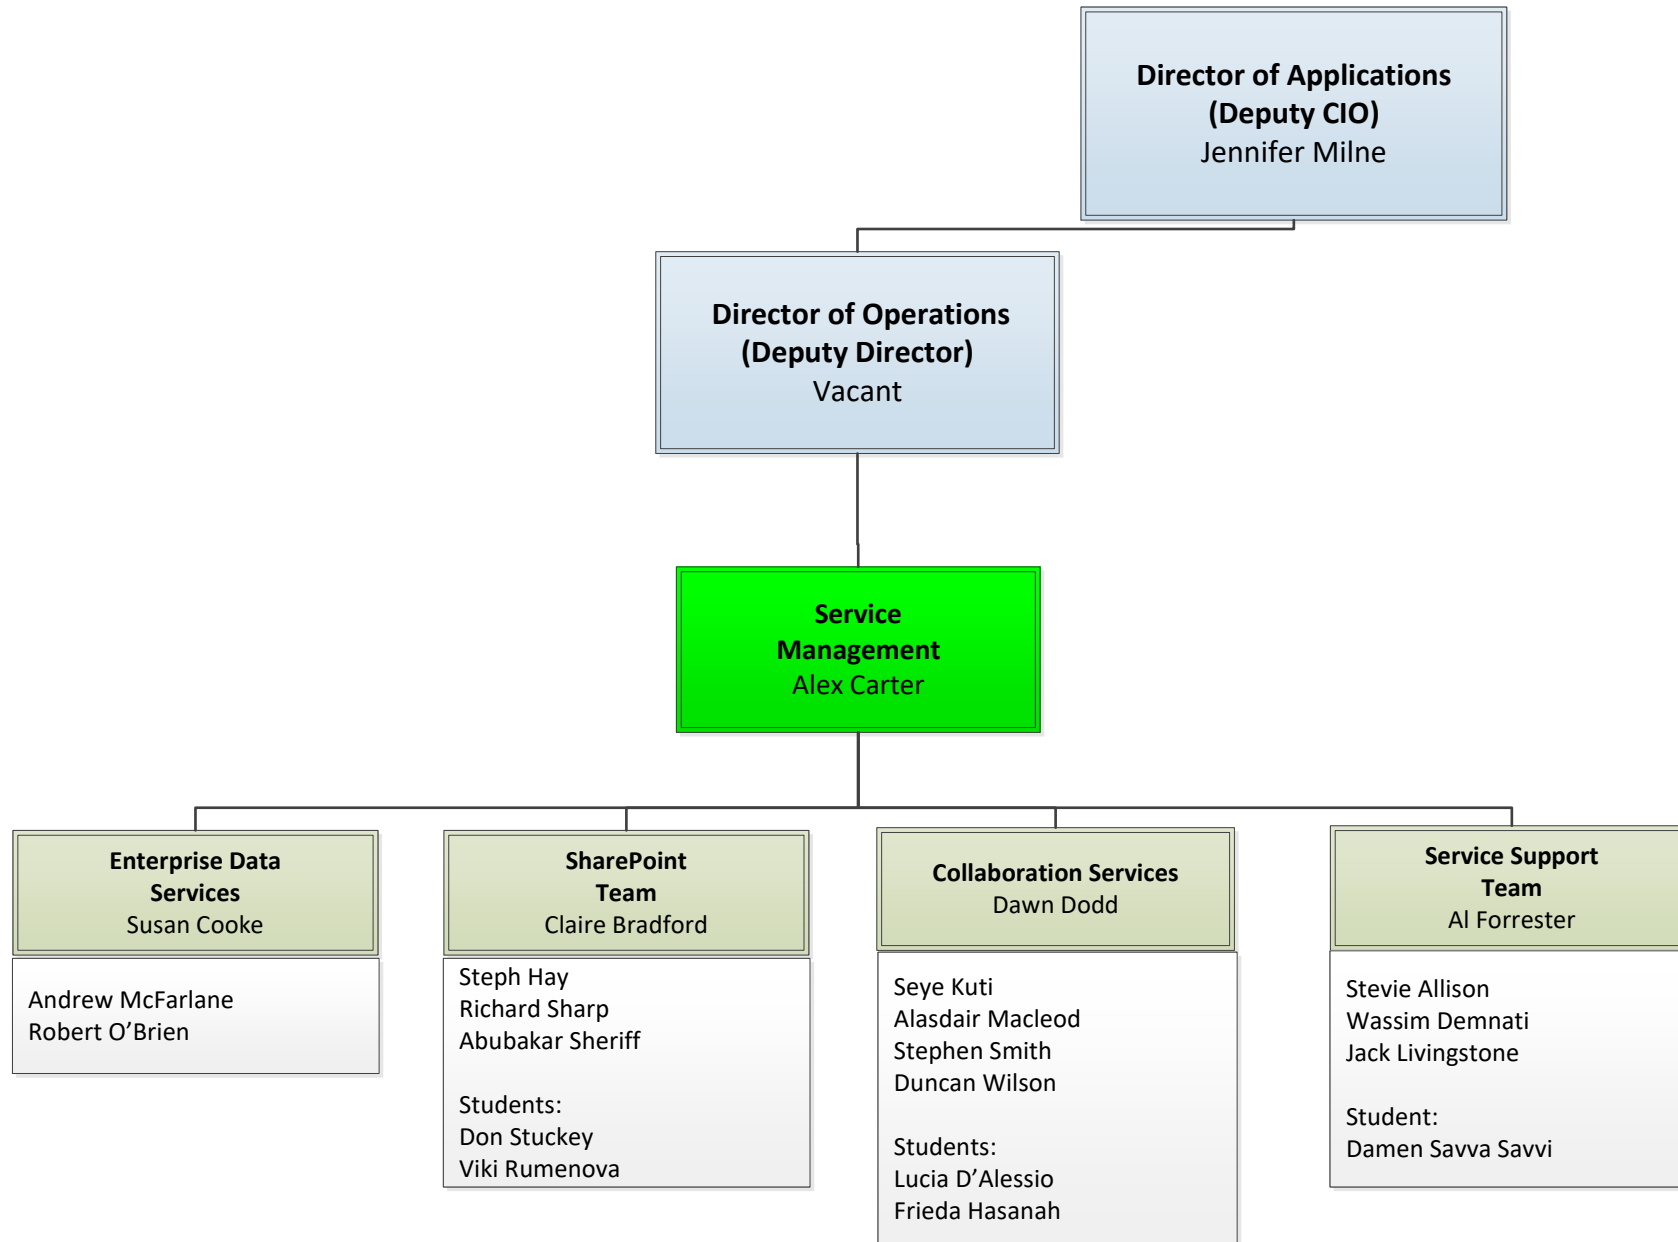 Director of Applications
(Deputy CIO)
Jennifer Milne
Director of Operations
(Deputy Director)
Vacant
Service
Management
Alex Carter
Enterprise Data
Services
Susan Cooke
Andrew McFarlane
Robert O’Brien
SharePoint
Team
Claire Bradford
Steph Hay
Richard Sharp
Abubakar Sheriff
Students:
Don Stuckey
Viki Rumenova
Collaboration Services
Dawn Dodd
Seye Kuti
Alasdair Macleod
Stephen Smith
Duncan Wilson
Students:
Lucia D’Alessio
Frieda Hasanah
Service Support
Team
Al Forrester
Stevie Allison
Wassim Demnati
Jack Livingstone
Student:
Damen Savva Savvi